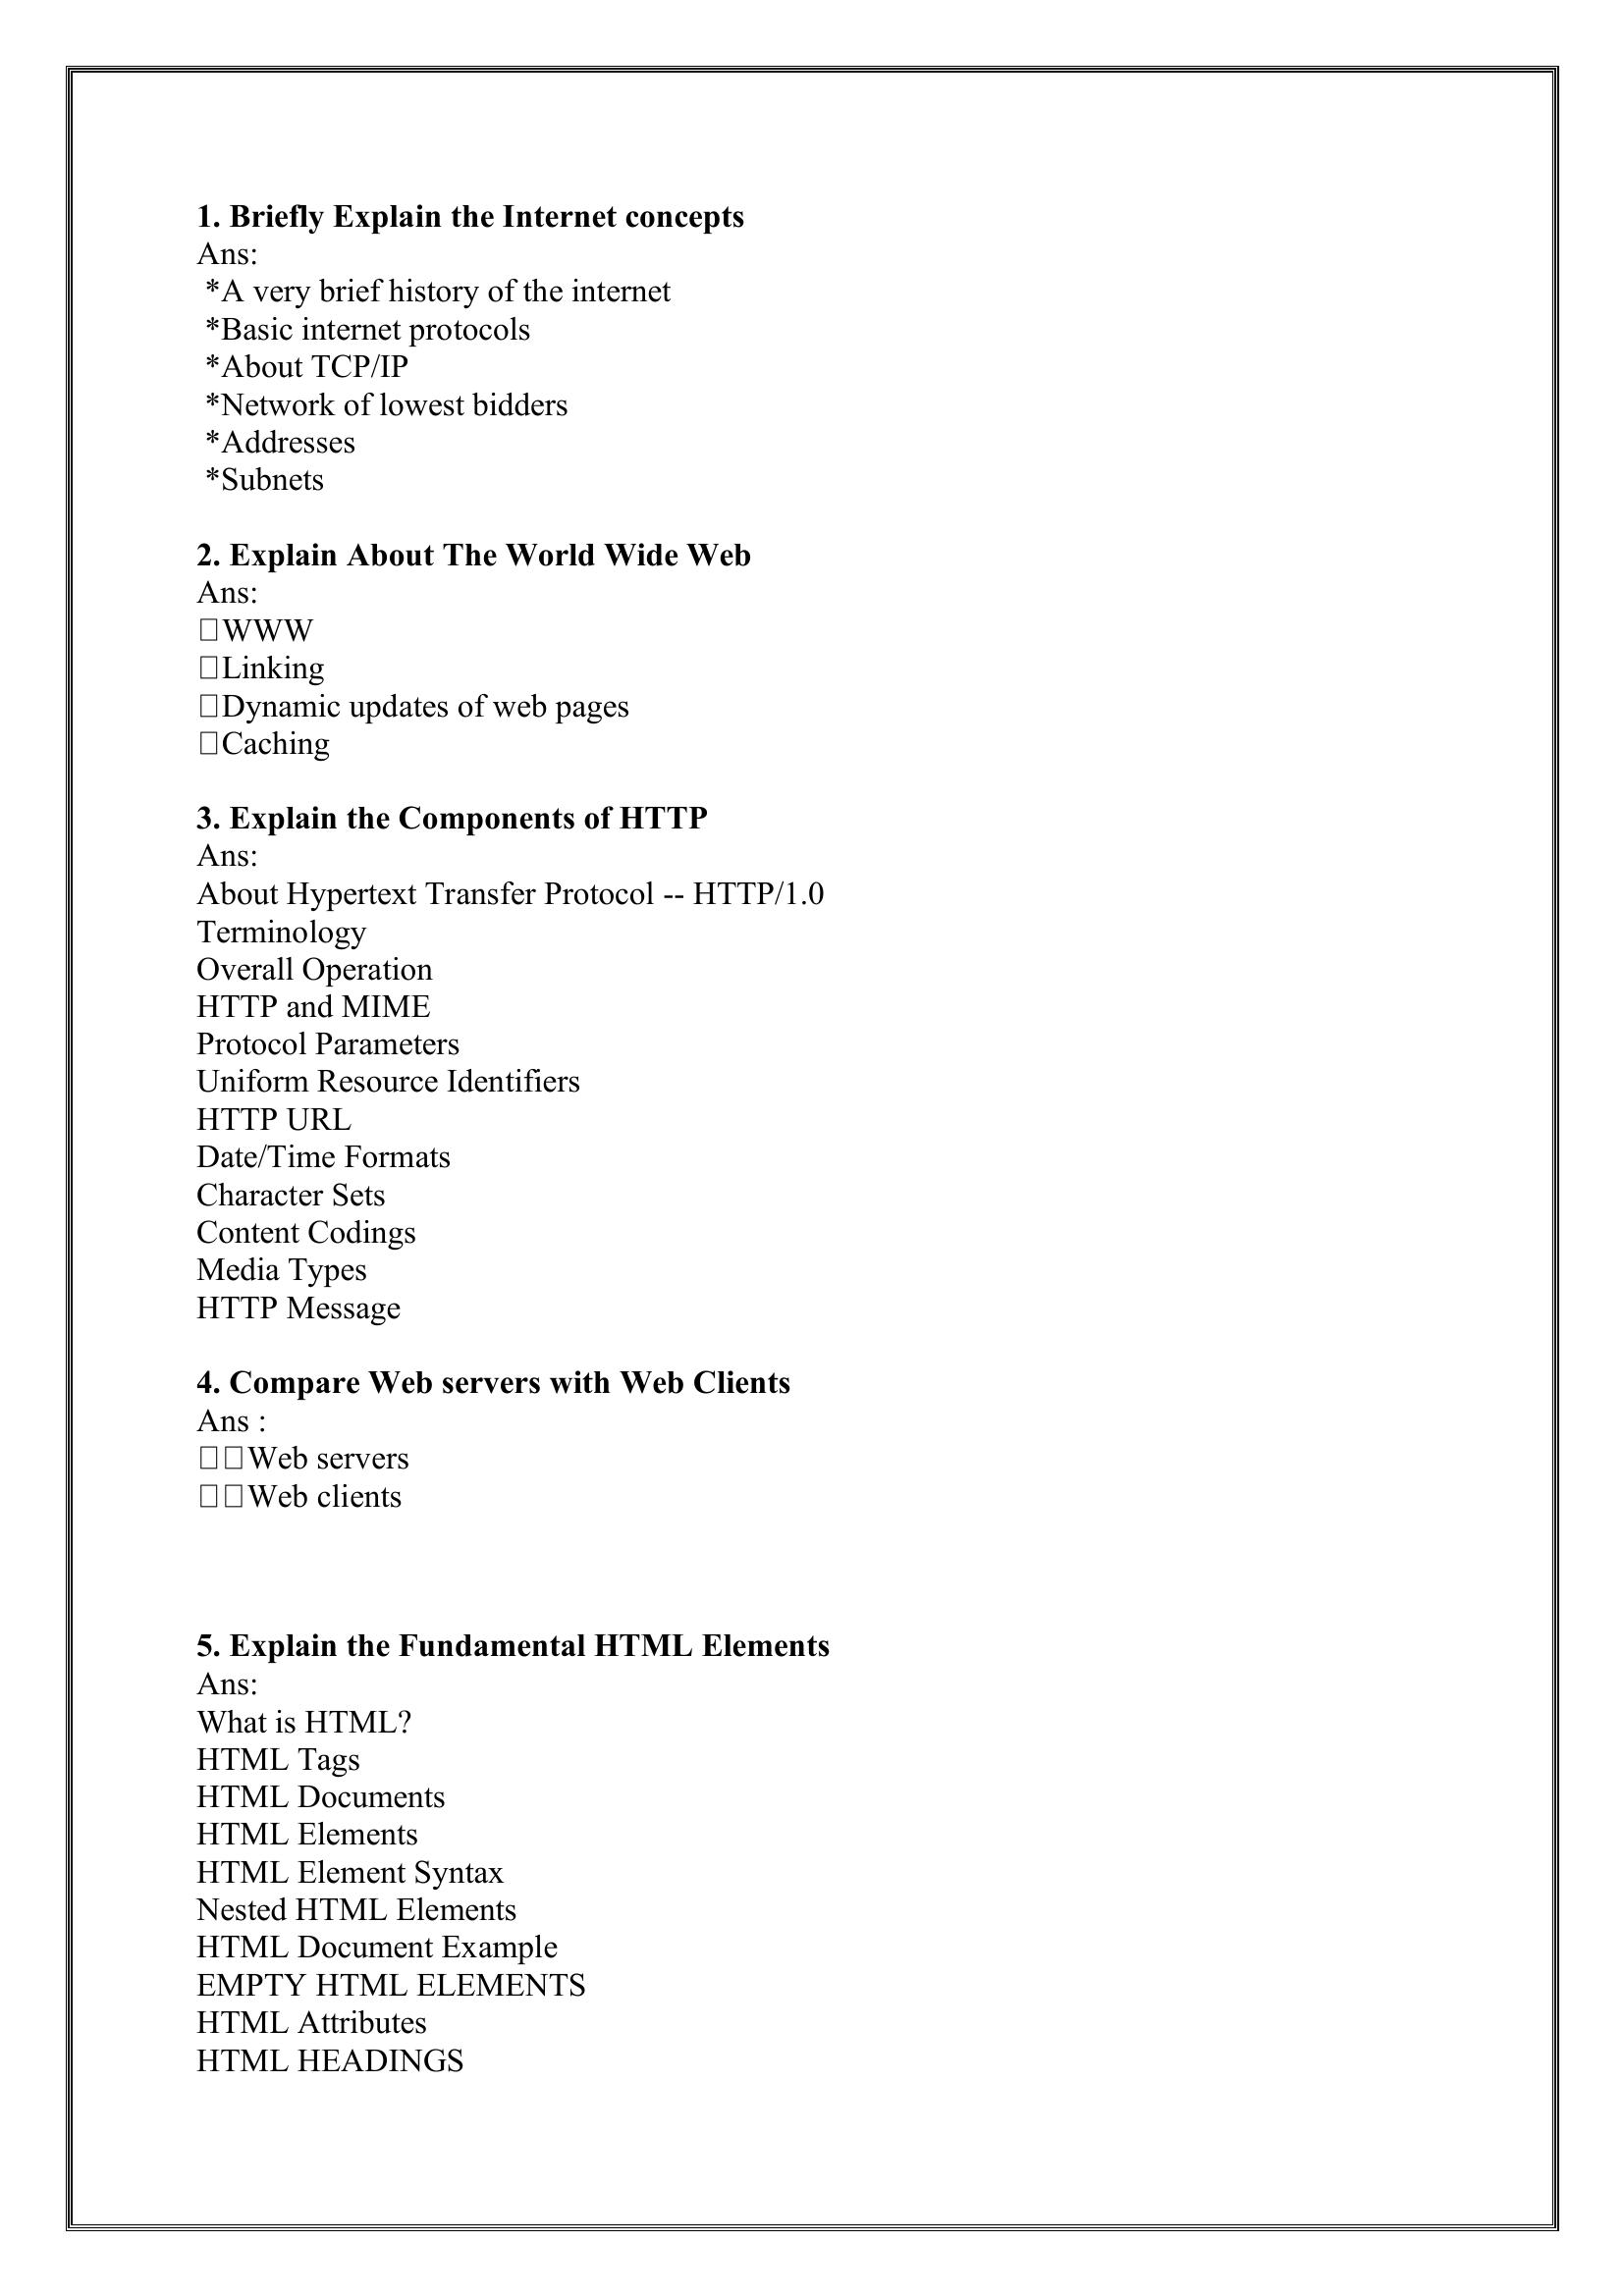 1. Briefly Explain the Internet concepts
Ans:
*A very brief history of the internet
*Basic internet protocols
*About TCP/IP
*Network of lowest bidders
*Addresses
*Subnets
2. Explain About The World Wide Web
Ans:
□WWW
□Linking
□Dynamic updates of web pages
□Caching
3. Explain the Components of HTTP
Ans:
About Hypertext Transfer Protocol -- HTTP/1.0
Terminology
Overall Operation
HTTP and MIME
Protocol Parameters
Uniform Resource Identifiers
HTTP URL
Date/Time Formats
Character Sets
Content Codings
Media Types
HTTP Message
4. Compare Web servers with Web Clients
Ans :
□□Web servers
□□Web clients
5. Explain the Fundamental HTML Elements
Ans:
What is HTML?
HTML Tags
HTML Documents
HTML Elements
HTML Element Syntax
Nested HTML Elements
HTML Document Example
EMPTY HTML ELEMENTS
HTML Attributes
HTML HEADINGS